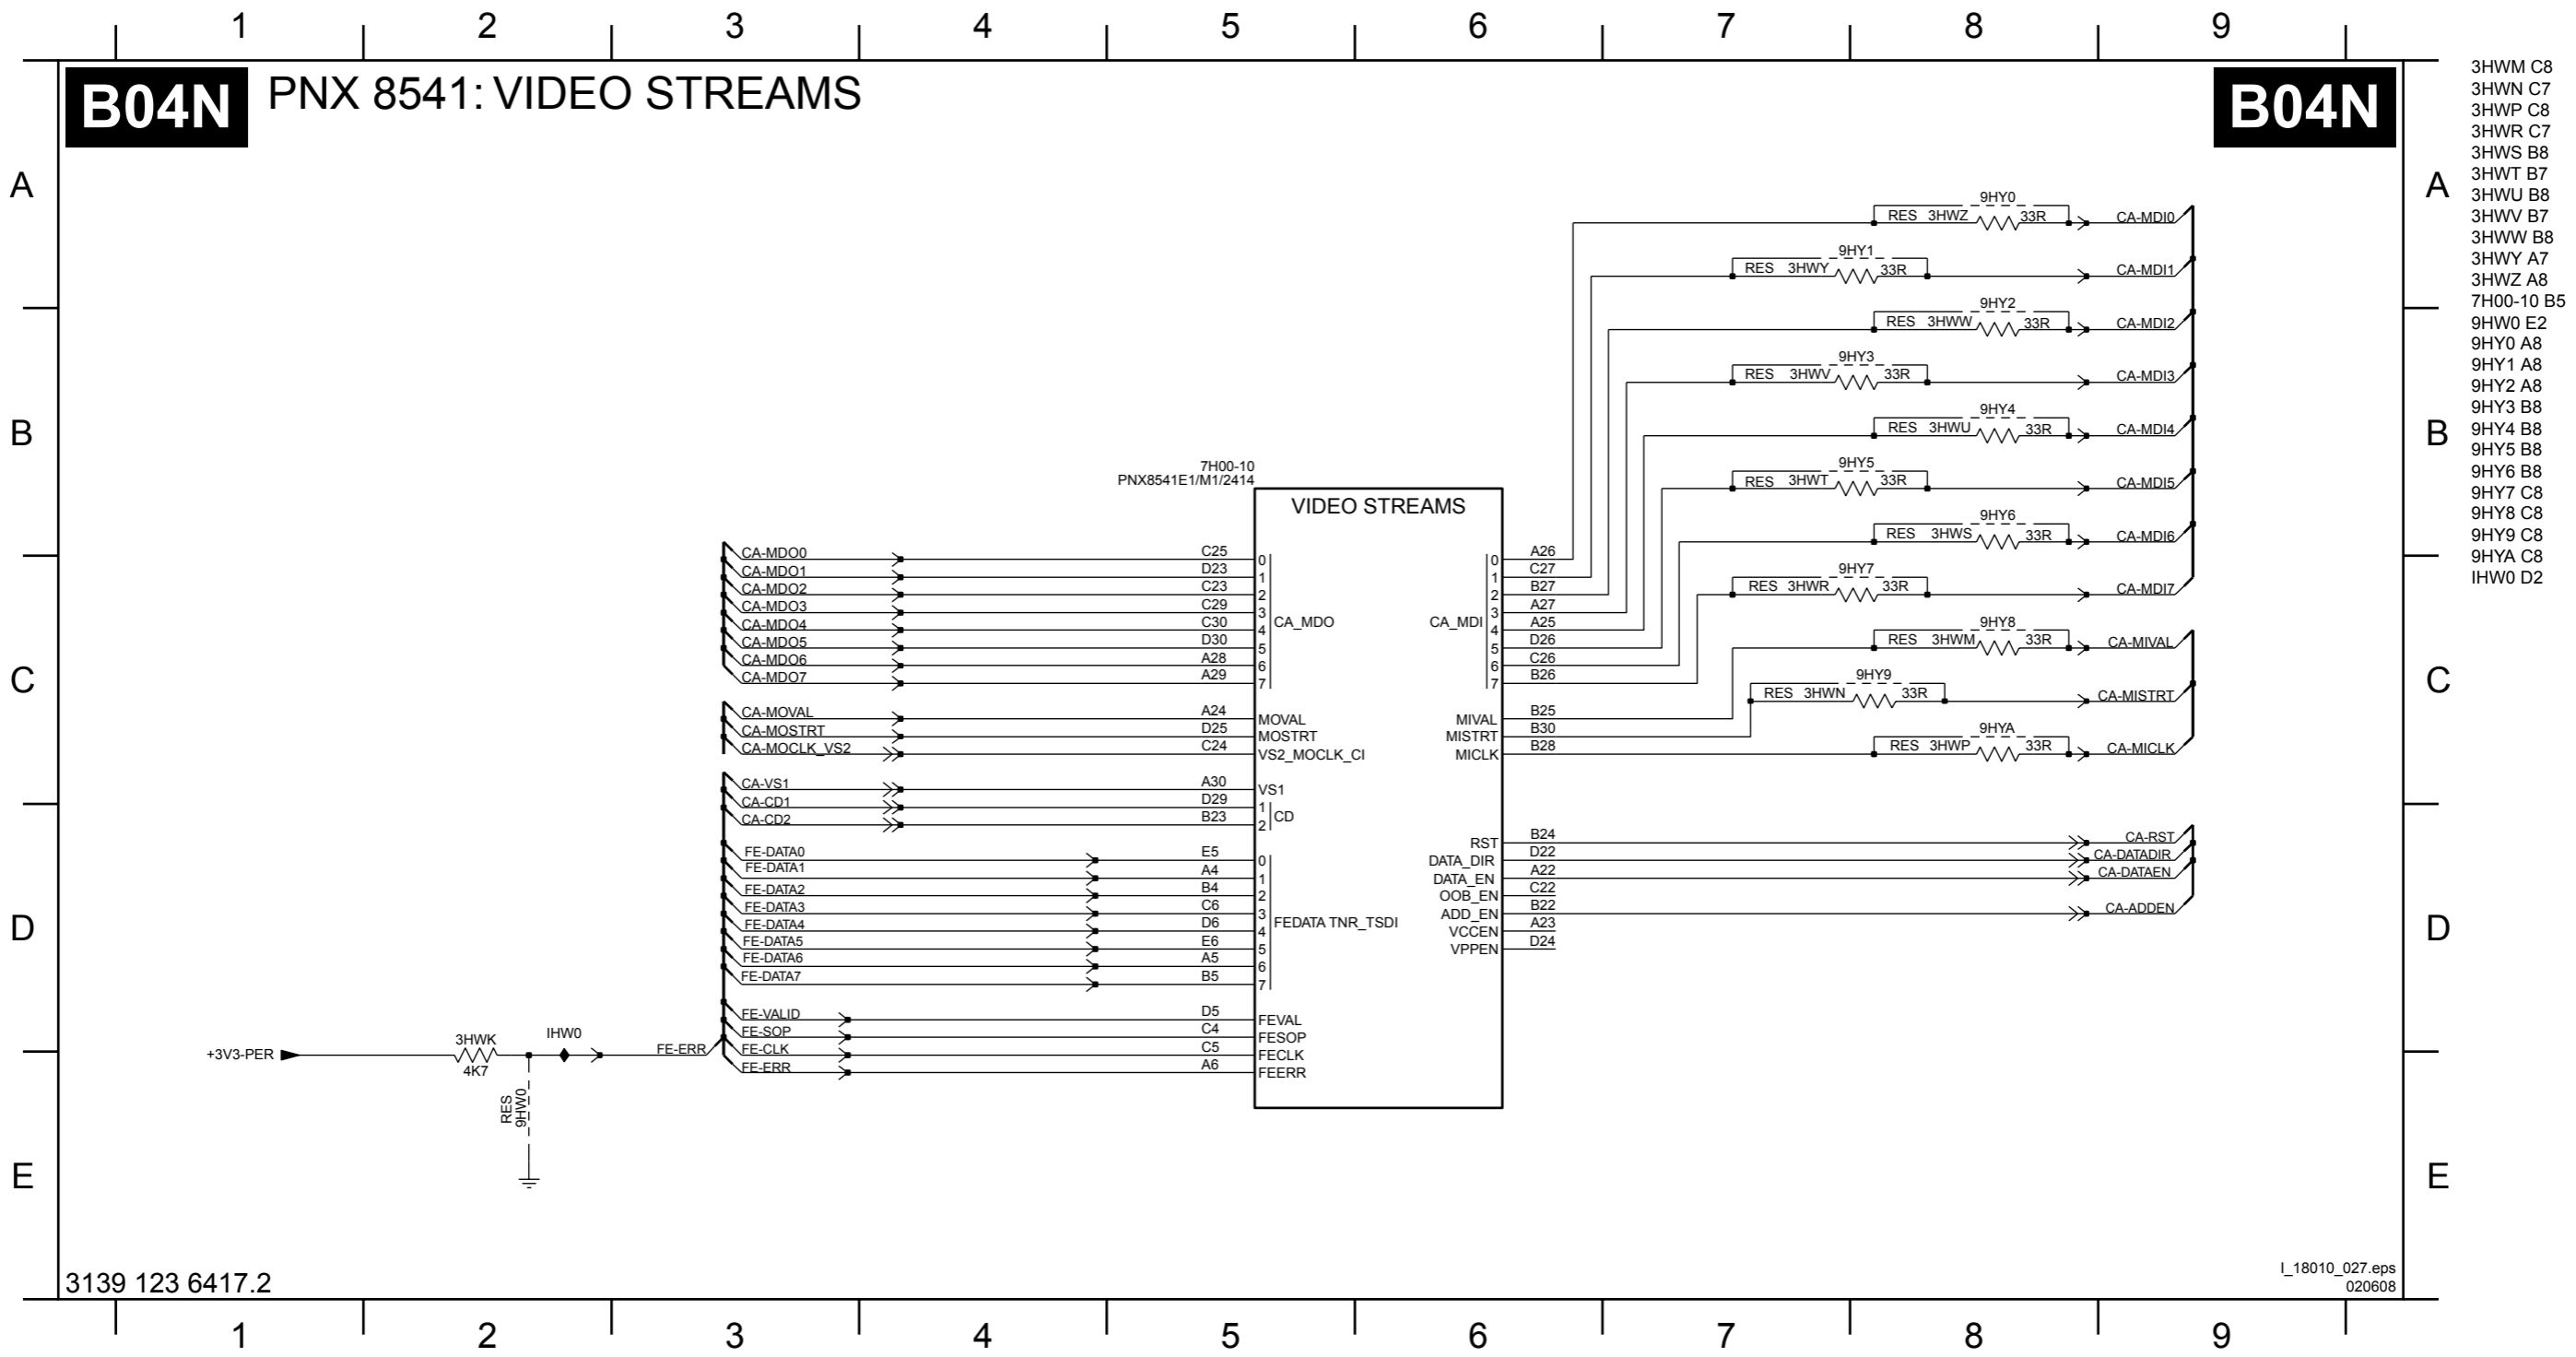 1 2 3 4 5 6 7 8 9
B04N PNX 8541: VIDEO STREAMS B04N
A A
B B
C C
D D
E E
3HWM C8
3HWN C7
3HWP C8
3HWR C7
3HWS B8
3HWT B7
3HWU B8
3HWV B7
3HWW B8
3HWY A7
3HWZ A8
7H00-10 B5
9HW0 E2
9HY0 A8
9HY1 A8
9HY2 A8
9HY3 B8
9HY4 B8
9HY5 B8
9HY6 B8
9HY7 C8
9HY8 C8
9HY9 C8
9HYA C8
IHW0 D2
9HY0
RES 3HWZ 33R CA-MDI0
9HY1
RES 3HWY 33R CA-MDI1
9HY2
RES 3HWW 33R CA-MDI2
9HY3
RES 3HWV 33R CA-MDI3
9HY4
RES 3HWU 33R CA-MDI4
9HY5
RES 3HWT 33R CA-MDI5
9HY6
RES 3HWS 33R CA-MDI6
9HY7
RES 3HWR 33R CA-MDI7
9HY8
RES 3HWM 33R CA-MIVAL
9HY9
RES 3HWN 33R CA-MISTRT
9HYA
RES 3HWP 33R CA-MICLK
7H00-10
PNX8541E1/M1/2414
VIDEO STREAMS
CA-MDO0 C25 0
CA-MDO1 D23 1
CA-MDO2 C23 2
CA-MDO3 C29 3
CA-MDO4 C30 4 CA_MDO
CA-MDO5 D30 5
CA-MDO6 A28 6
CA-MDO7 A29 7
CA-MOVAL A24 MOVAL
CA-MOSTRT D25 MOSTRT
CA-MOCLK_VS2 C24 VS2_MOCLK_CI
CA-VS1 A30 VS1
CA-CD1 D29 1
CA-CD2 B23 2 CD
FE-DATA0 E5 0
FE-DATA1 A4 1
FE-DATA2 B4 2
FE-DATA3 C6 3
FE-DATA4 D6 4 FEDATA TNR_TSDI
FE-DATA5 E6 5
FE-DATA6 A5 6
FE-DATA7 B5 7
FE-VALID D5 FEVAL
FE-SOP C4 FESOP
FE-CLK C5 FECLK
FE-ERR A6 FEERR
0 A26
1 C27
2 B27
3 A27
CA_MDI 4 A25
5 D26
6 C26
7 B26
MIVAL B25
MISTRT B30
MICLK B28
RST B24 CA-RST
DATA_DIR D22 CA-DATADIR
DATA_EN A22 CA-DATAEN
OOB_EN C22
ADD_EN B22 CA-ADDEN
VCCEN A23
VPPEN D24
+3V3-PER 3HWK IHW0 FE-ERR
4K7
RES
9HW0
3139 123 6417.2
I_18010_027.eps
020608
1 2 3 4 5 6 7 8 9